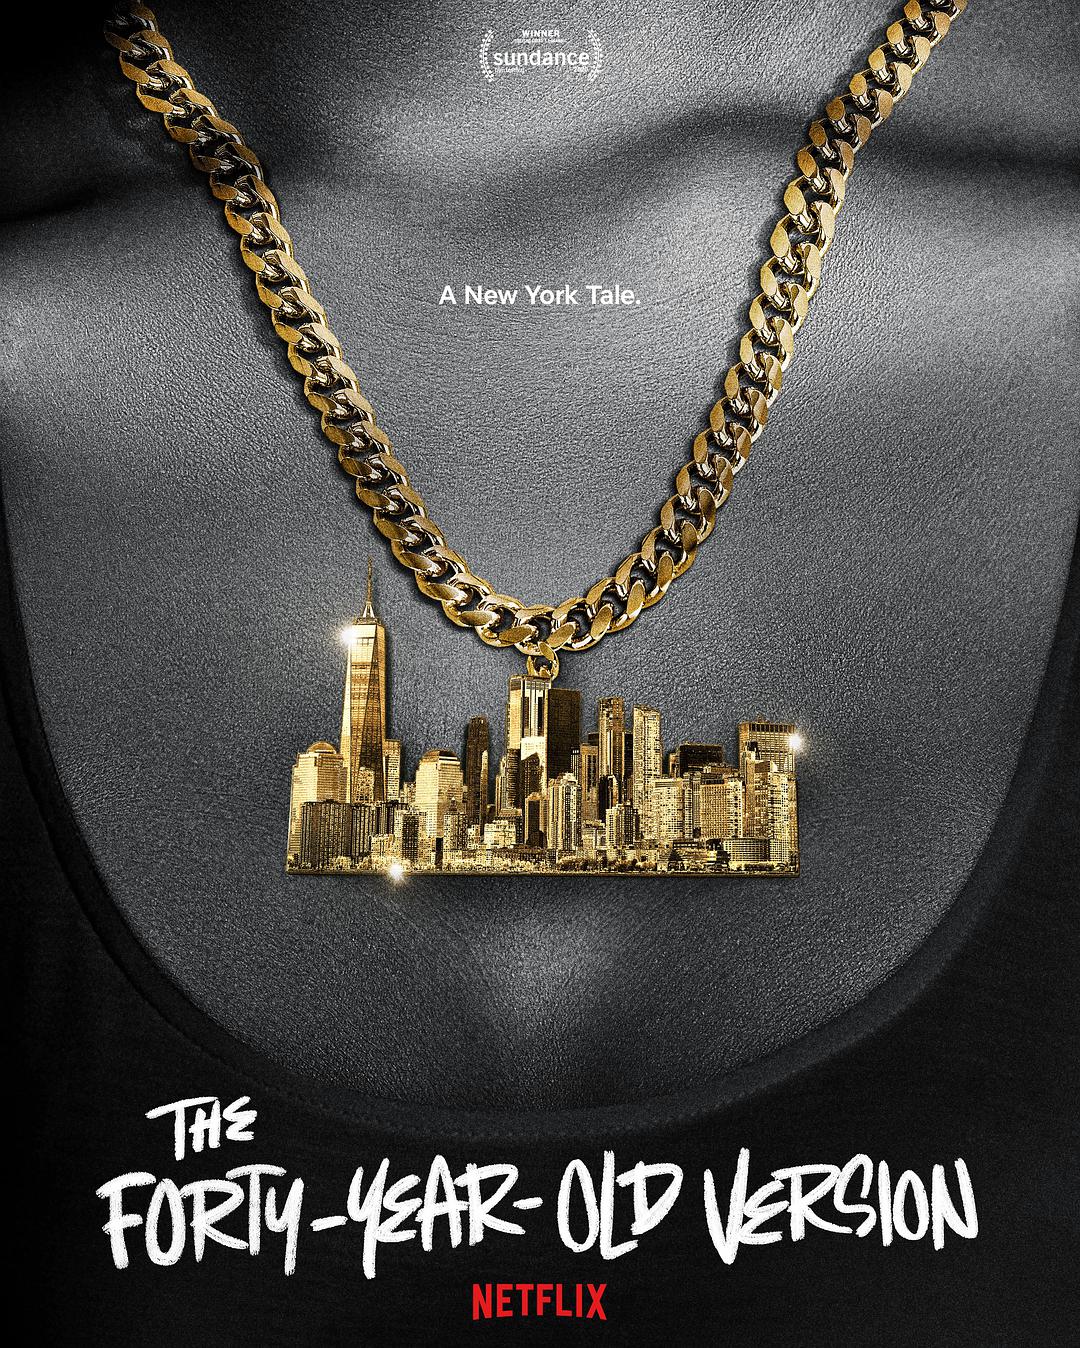 WINNER
sundance
A New York Tale.
THE
FORTY-YEAR-OLD VERSION
NETFLIX